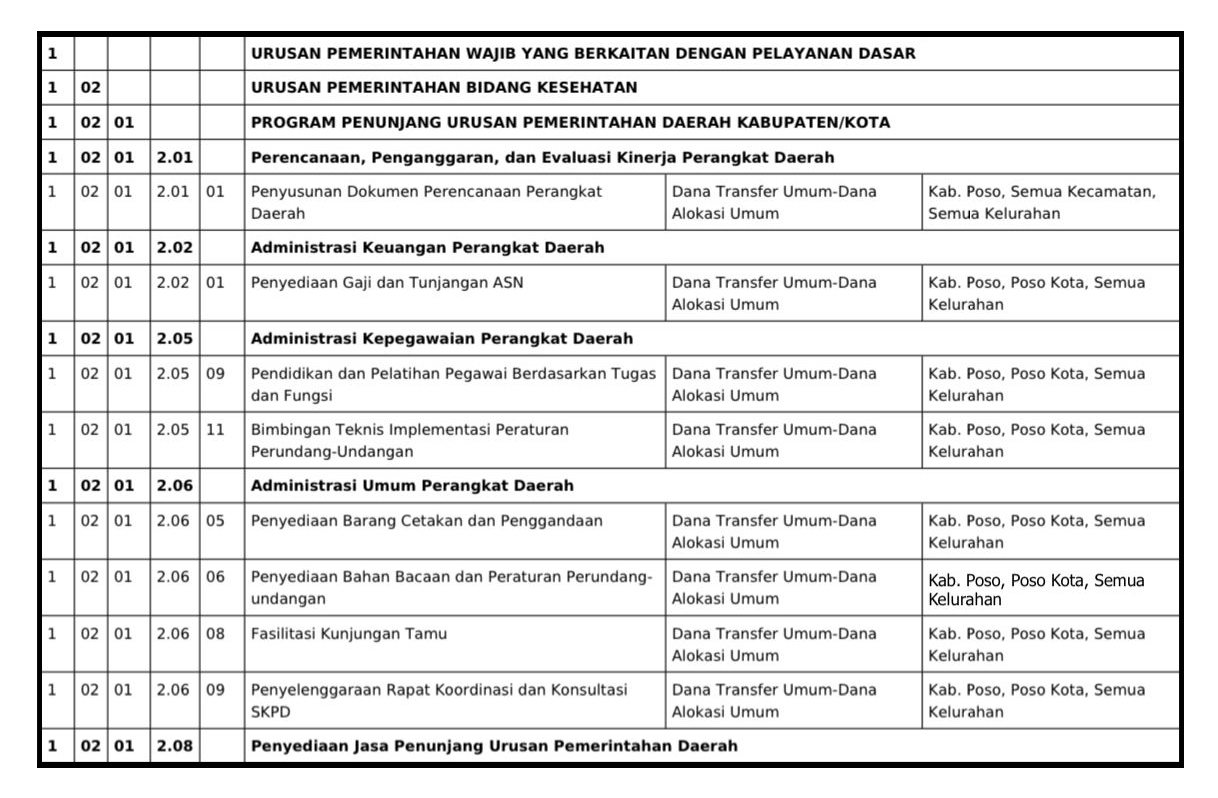 1 URUSAN PEMERINTAHAN WAJIB YANG BERKAITAN DENGAN PELAYANAN DASAR
1 02 URUSAN PEMERINTAHAN BIDANG KESEHATAN
1 02 01 PROGRAM PENUNJANG URUSAN PEMERINTAHAN DAERAH KABUPATEN/KOTA
1 02 01 2.01 Perencanaan, Penganggaran, dan Evaluasi Kinerja Perangkat Daerah
1 02 01 2.01 01 Penyusunan Dokumen Perencanaan Perangkat Dana Transfer Umum-Dana Kab. Poso, Semua Kecamatan,
Daerah Alokasi Umum Semua Kelurahan
1 02 01 2.02 Administrasi Keuangan Perangkat Daerah
1 02 01 2.02 01 Penyediaan Gaji dan Tunjangan ASN Dana Transfer Umum-Dana Kab. Poso, Poso Kota, Semua
Alokasi Umum Kelurahan
1 02 01 2.05 Administrasi Kepegawaian Perangkat Daerah
1 02 01 2.05 09 Pendidikan dan Pelatihan Pegawai Berdasarkan Tugas Dana Transfer Umum-Dana Kab. Poso, Poso Kota, Semua
dan Fungsi Alokasi Umum Kelurahan
1 02 01 2.05 11 Bimbingan Teknis Implementasi Peraturan Dana Transfer Umum-Dana Kab. Poso, Poso Kota, Semua
Perundang-Undangan Alokasi Umum Kelurahan
1 02 01 2.06 Administrasi Umum Perangkat Daerah
1 02 01 2.06 05 Penyediaan Barang Cetakan dan Penggandaan Dana Transfer Umum-Dana Kab. Poso, Poso Kota, Semua
Alokasi Umum Kelurahan
1 02 01 2.06 06 Penyediaan Bahan Bacaan dan Peraturan Perundang- Dana Transfer Umum-Dana Kab. Poso, Poso Kota, Semua
undangan Alokasi Umum Kelurahan
1 02 01 2.06 08 Fasilitasi Kunjungan Tamu Dana Transfer Umum-Dana Kab. Poso, Poso Kota, Semua
Alokasi Umum Kelurahan
1 02 01 2.06 09 Penyelenggaraan Rapat Koordinasi dan Konsultasi Dana Transfer Umum-Dana Kab. Poso, Poso Kota, Semua
SKPD Alokasi Umum Kelurahan
1 02 01 2.08 Penyediaan Jasa Penunjang Urusan Pemerintahan Daerah